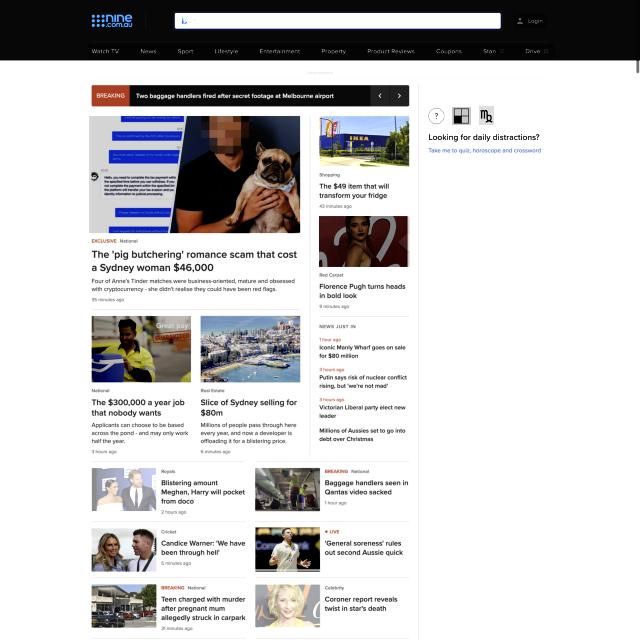 nine
.com.au
Login
Watch TV
News
Sport
Lifestyle
Entertainment
Property
Product Reviews
Coupons
Stan
Drive
BREAKING
Two baggage handlers fired after secret footage at Melbourne airport
EXCLUSIVE National
The 'pig butchering' romance scam that cost
a Sydney woman $46,000
Four of Anne's Tinder matches were business-oriented, mature and obsessed
with cryptocurrency - she didn't realise they could have been red flags.
35 minutes ago
IKEA
Shopping
The $49 item that will
transform your fridge
43 minutes ago
Red Carpet
Florence Pugh turns heads
in bold look
9 minutes ago
NEWS JUST IN
1 hour ago
Iconic Manly Wharf goes on sale
for $80 million
3 hours ago
Putin says risk of nuclear conflict
rising, but 'we're not mad'
3 hours ago
Victorian Liberal party elect new
leader
Millions of Aussies set to go into
debt over Christmas
?
Looking for daily distractions?
Take me to quiz, horoscope and crossword
Great pay
National
The $300,000 a year job
that nobody wants
Applicants can choose to be based
across the pond - and may only work
half the year.
3 hours ago
Real Estate
Slice of Sydney selling for
$80m
Millions of people pass through here
every year, and now a developer is
offloading it for a blistering price.
6 minutes ago
Royals
Blistering amount
Meghan, Harry will pocket
from doco
2 hours ago
BREAKING National
Baggage handlers seen in
Qantas video sacked
1 hour ago
Cricket
Candice Warner: 'We have
been through hell'
5 minutes ago
LIVE
'General soreness' rules
out second Aussie quick
BREAKING National
Teen charged with murder
after pregnant mum
allegedly struck in carpark
31 minutes ago
Celebrity
Coroner report reveals
twist in star's death